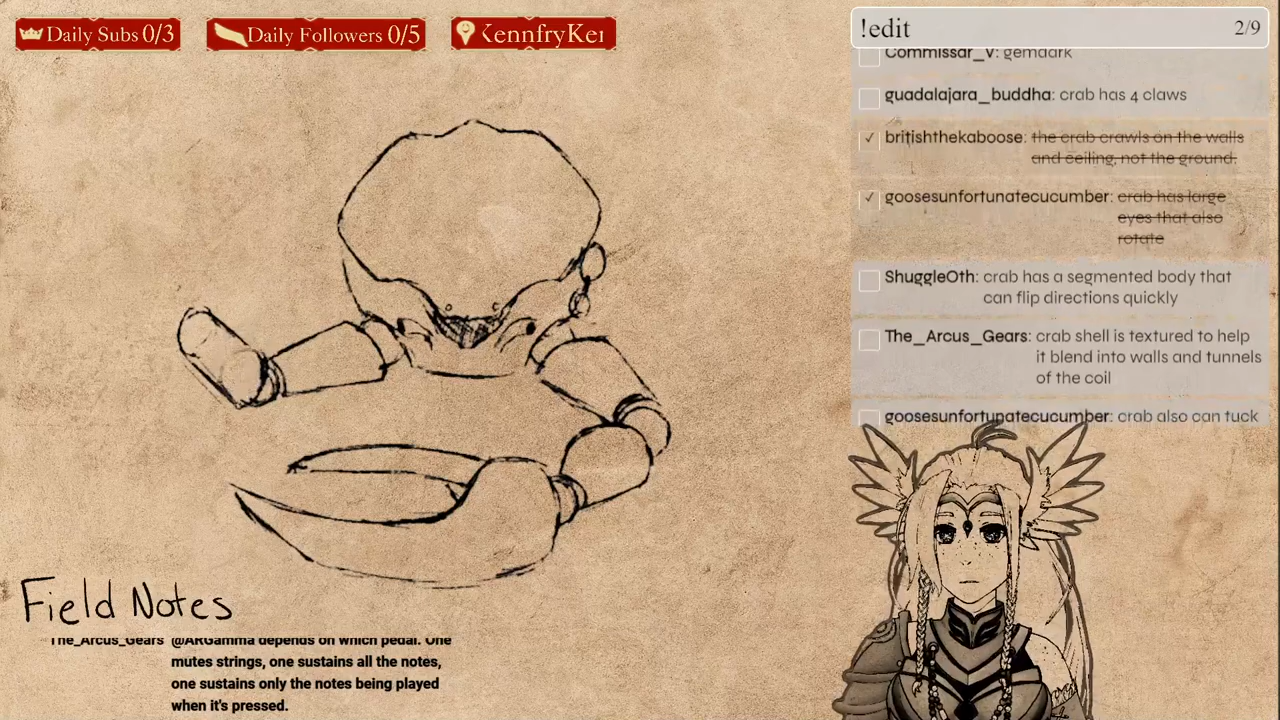 Daily Subs 0/3
Daily Followers 0/5
KennfryKer
!edit 2/9
Commissar_V: gemdark
guadalajara_buddha: crab has 4 claws
britishthekaboose: the crab crawls on the walls
and ceiling, not the ground.
goosesunfortunatecucumber: crab has large
eyes that also
rotate
ShuggleOth: crab has a segmented body that
can flip directions quickly
The_Arcus_Gears: crab shell is textured to help
it blend into walls and tunnels
of the coil
goosesunfortunatecucumber: crab also can tuck
Field Notes
The_Arcus_Gears @ARGamma depends on which pedal. One
mutes strings, one sustains all the notes,
one sustains only the notes being played
when it's pressed.